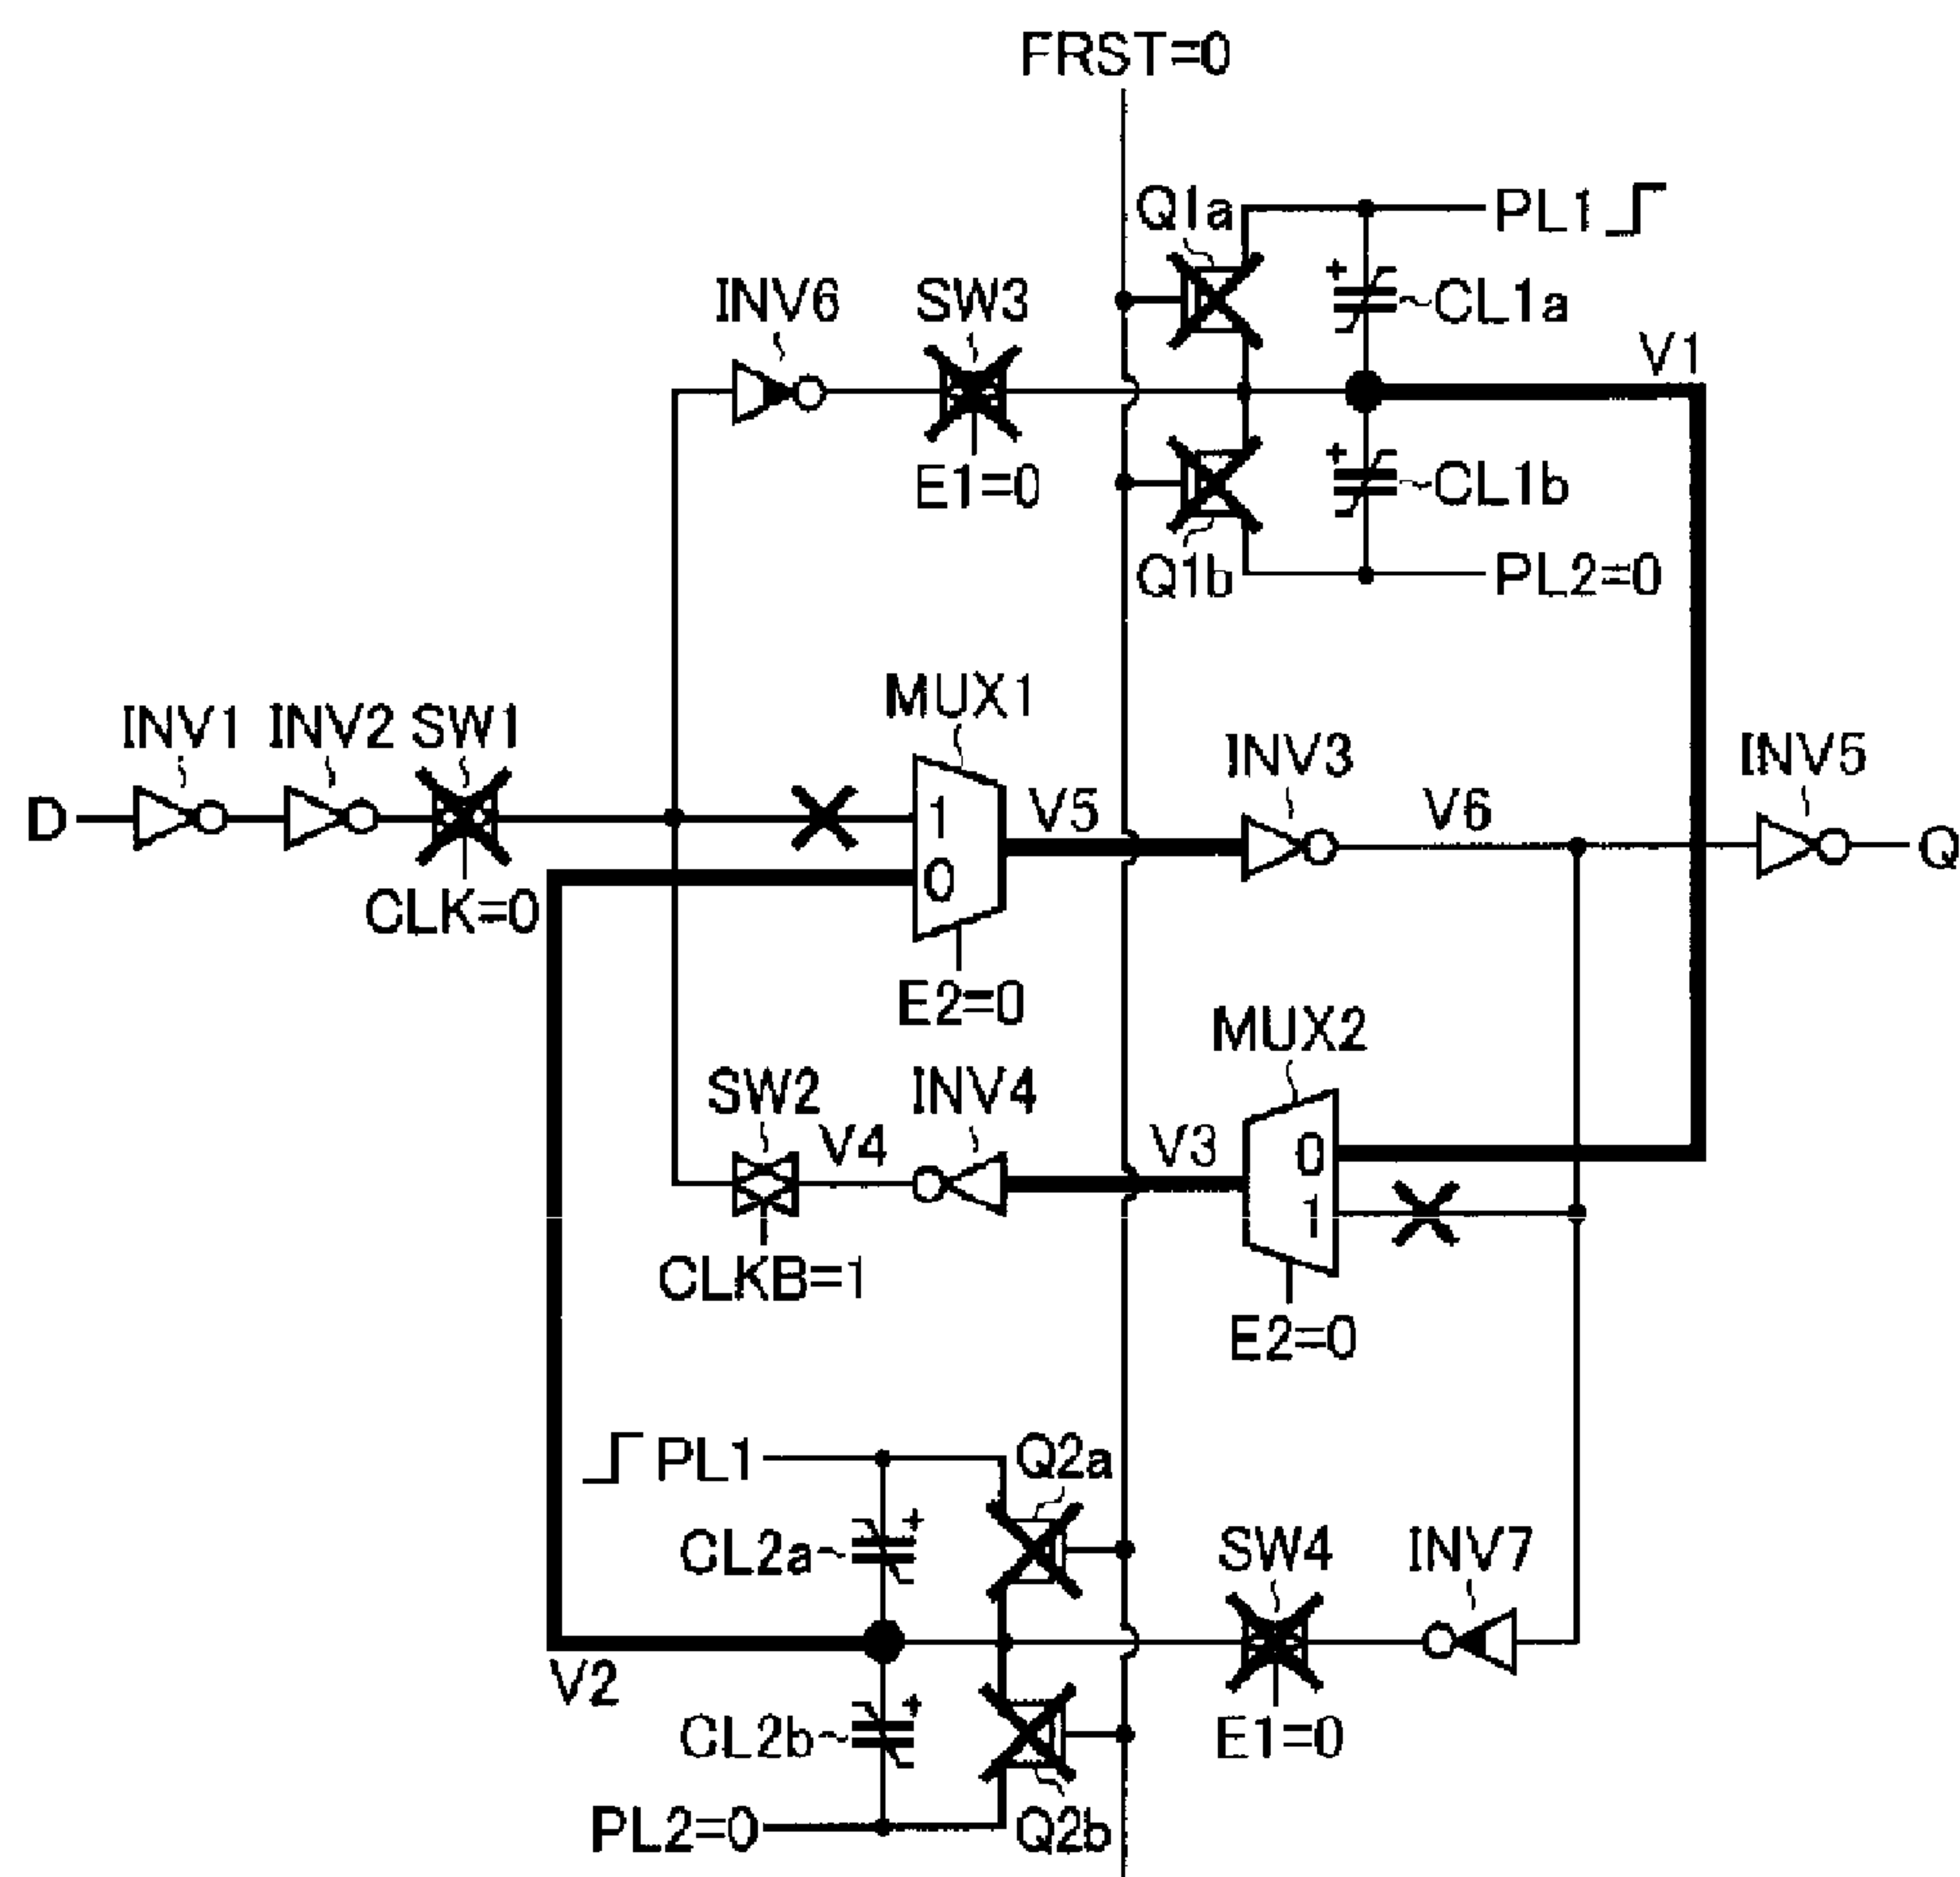 FRST=0
Q1a
PL1
INV6
SW3
CL1a
V1
E1=0
CL1b
Q1b
PL2=0
MUX1
INV1
INV2
SW1
INV3
INV5
D
1
V5
V6
Q
0
CLK=0
E2=0
MUX2
SW2
INV4
V4
V3
0
1
CLKB=1
E2=0
PL1
Q2a
CL2a
SW4
INV7
V2
CL2b
E1=0
PL2=0
Q2b